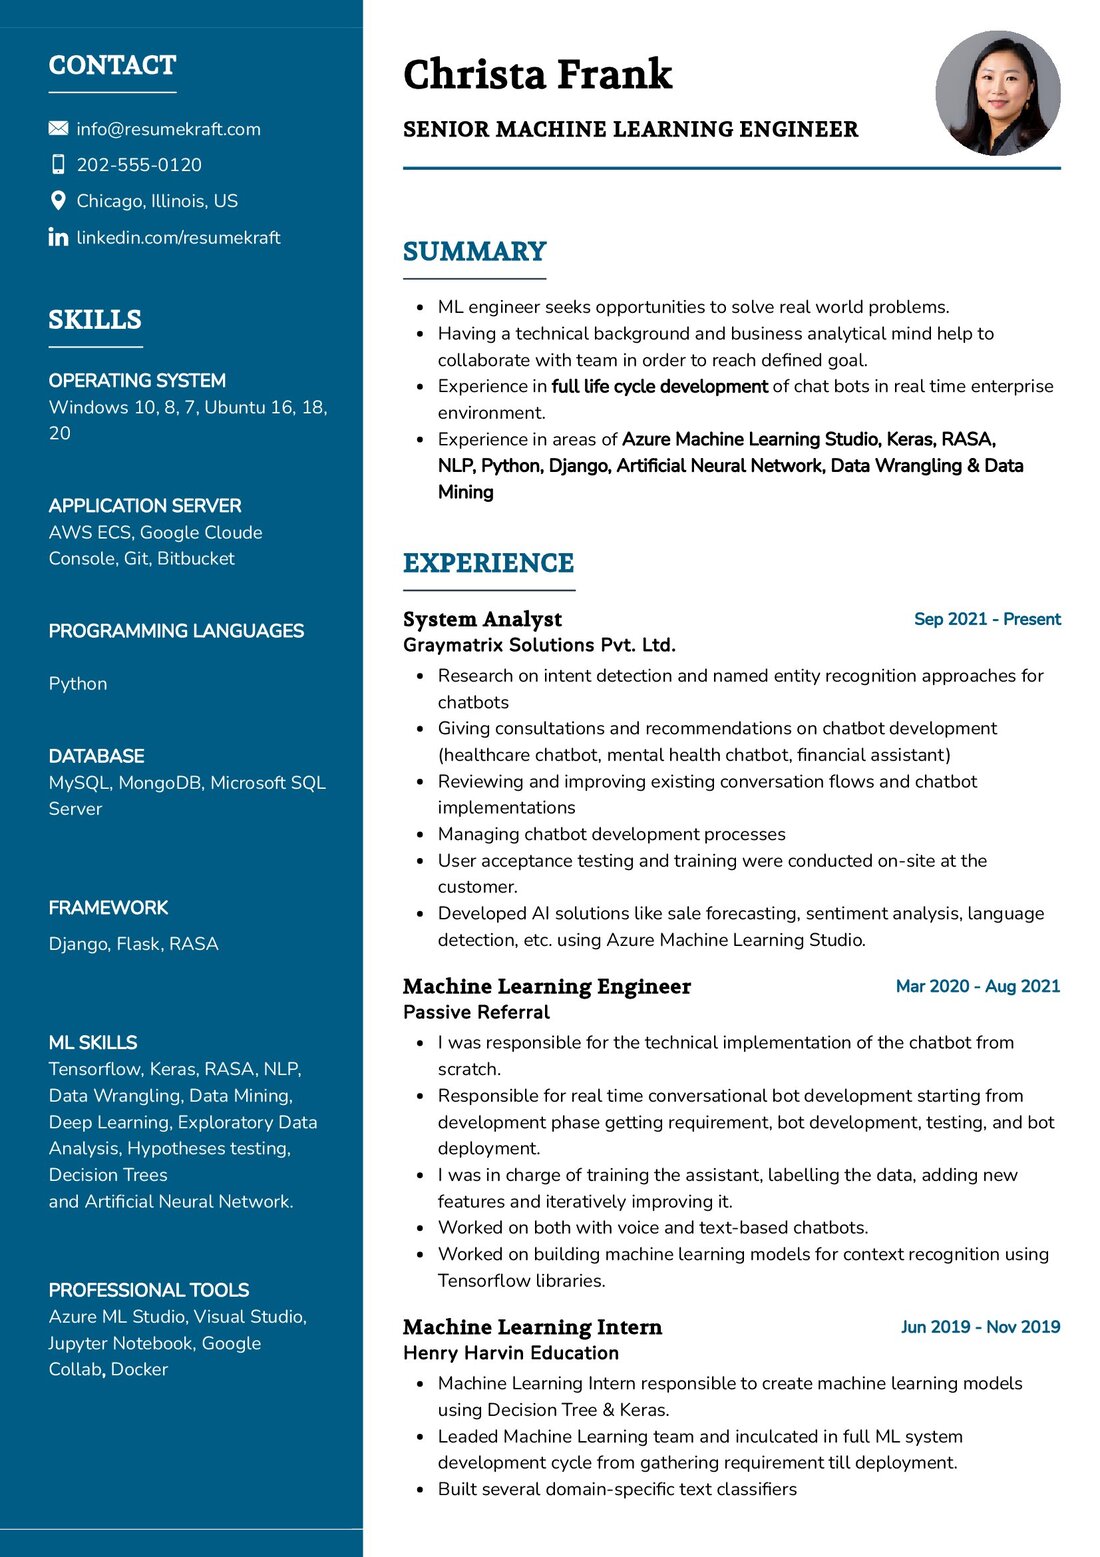 CONTACT
info@resumekraft.com
202-555-0120
Chicago, Illinois, US
linkedin.com/resumekraft
SKILLS
OPERATING SYSTEM
Windows 10, 8, 7, Ubuntu 16, 18,
20
APPLICATION SERVER
AWS ECS, Google Cloude
Console, Git, Bitbucket
PROGRAMMING LANGUAGES
Python
DATABASE
MySQL, MongoDB, Microsoft SQL
Server
FRAMEWORK
Django, Flask, RASA
ML SKILLS
Tensorflow, Keras, RASA, NLP,
Data Wrangling, Data Mining,
Deep Learning, Exploratory Data
Analysis, Hypotheses testing,
Decision Trees
and Artificial Neural Network.
PROFESSIONAL TOOLS
Azure ML Studio, Visual Studio,
Jupyter Notebook, Google
Collab, Docker
Christa Frank
SENIOR MACHINE LEARNING ENGINEER
SUMMARY
• ML engineer seeks opportunities to solve real world problems.
• Having a technical background and business analytical mind help to
collaborate with team in order to reach defined goal.
• Experience in full life cycle development of chat bots in real time enterprise
environment.
• Experience in areas of Azure Machine Learning Studio, Keras, RASA,
NLP, Python, Django, Artificial Neural Network, Data Wrangling & Data
Mining
EXPERIENCE
System Analyst Sep 2021 - Present
Graymatrix Solutions Pvt. Ltd.
• Research on intent detection and named entity recognition approaches for
chatbots
• Giving consultations and recommendations on chatbot development
(healthcare chatbot, mental health chatbot, financial assistant)
• Reviewing and improving existing conversation flows and chatbot
implementations
• Managing chatbot development processes
• User acceptance testing and training were conducted on-site at the
customer.
• Developed AI solutions like sale forecasting, sentiment analysis, language
detection, etc. using Azure Machine Learning Studio.
Machine Learning Engineer Mar 2020 - Aug 2021
Passive Referral
• I was responsible for the technical implementation of the chatbot from
scratch.
• Responsible for real time conversational bot development starting from
development phase getting requirement, bot development, testing, and bot
deployment.
• I was in charge of training the assistant, labelling the data, adding new
features and iteratively improving it.
• Worked on both with voice and text-based chatbots.
• Worked on building machine learning models for context recognition using
Tensorflow libraries.
Machine Learning Intern Jun 2019 - Nov 2019
Henry Harvin Education
• Machine Learning Intern responsible to create machine learning models
using Decision Tree & Keras.
• Leaded Machine Learning team and inculcated in full ML system
development cycle from gathering requirement till deployment.
• Built several domain-specific text classifiers